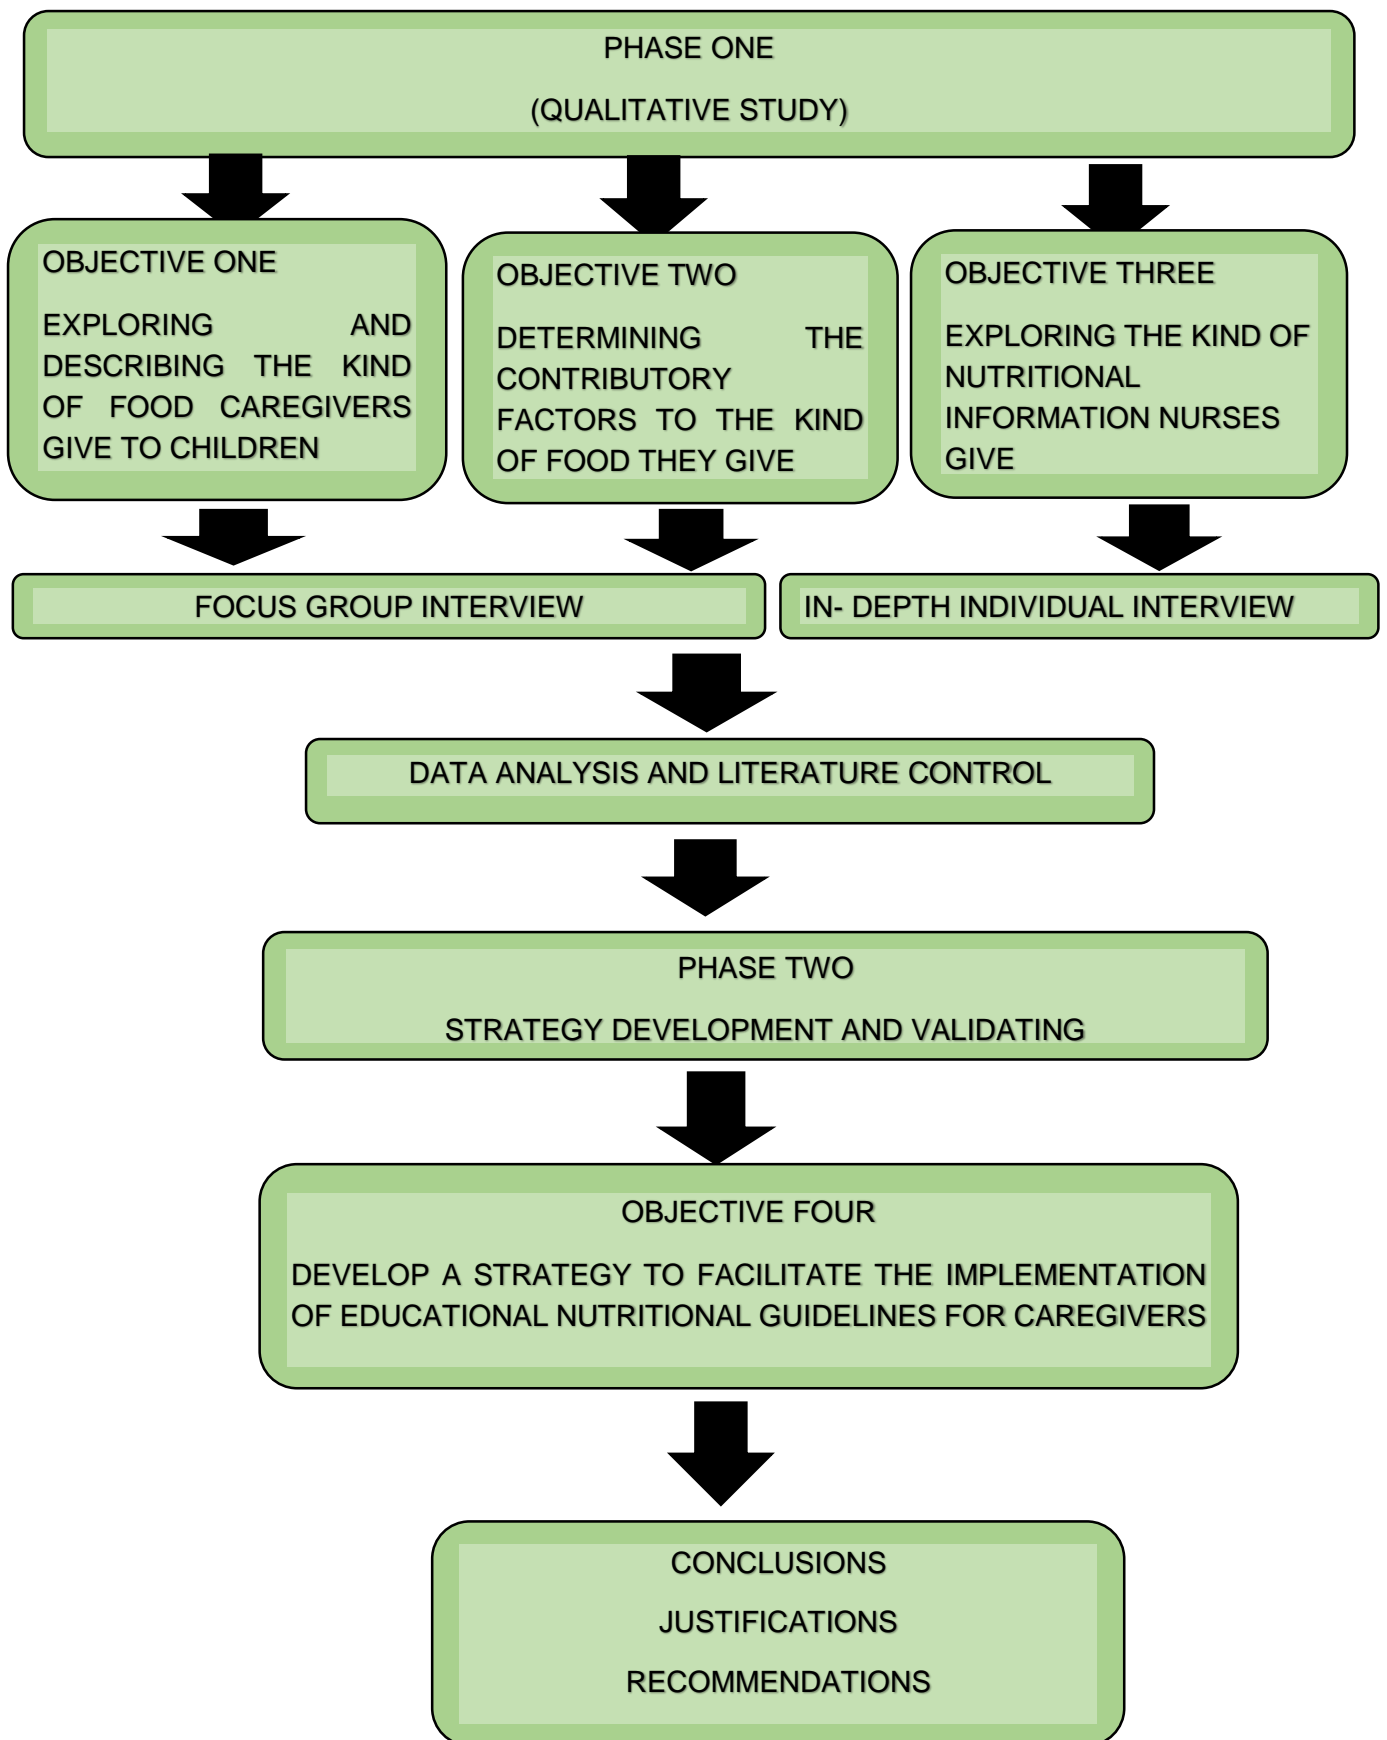 PHASE ONE
(QUALITATIVE STUDY)
OBJECTIVE ONE
EXPLORING AND
DESCRIBING THE KIND
OF FOOD CAREGIVERS
GIVE TO CHILDREN
OBJECTIVE TWO
DETERMINING THE
CONTRIBUTORY
FACTORS TO THE KIND
OF FOOD THEY GIVE
OBJECTIVE THREE
EXPLORING THE KIND OF
NUTRITIONAL
INFORMATION NURSES
GIVE
FOCUS GROUP INTERVIEW
IN- DEPTH INDIVIDUAL INTERVIEW
DATA ANALYSIS AND LITERATURE CONTROL
PHASE TWO
STRATEGY DEVELOPMENT AND VALIDATING
OBJECTIVE FOUR
DEVELOP A STRATEGY TO FACILITATE THE IMPLEMENTATION
OF EDUCATIONAL NUTRITIONAL GUIDELINES FOR CAREGIVERS
CONCLUSIONS
JUSTIFICATIONS
RECOMMENDATIONS